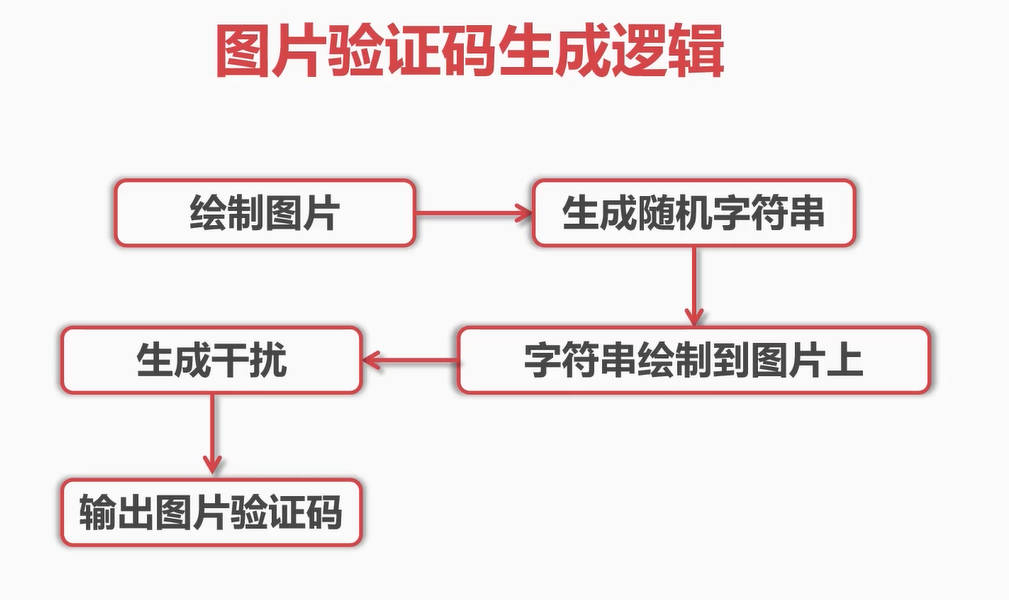 图片验证码生成逻辑
绘制图片
生成随机字符串
字符串绘制到图片上
生成干扰
输出图片验证码